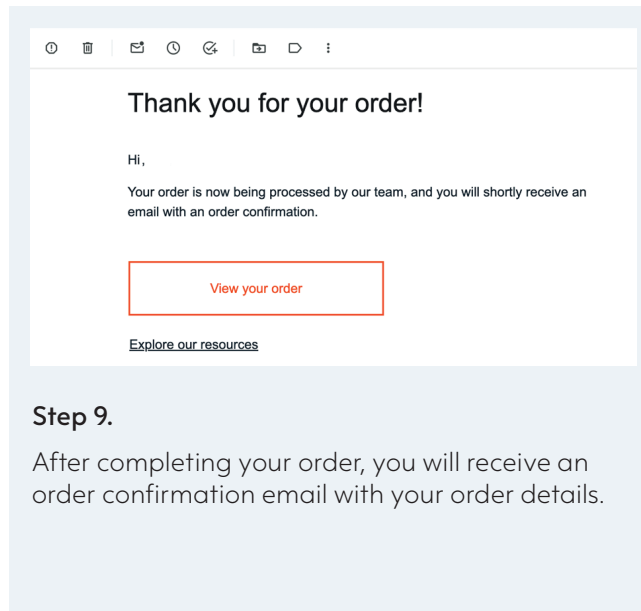 Thank you for your order!
Hi,
Your order is now being processed by our team, and you will shortly receive an
email with an order confirmation.
View your order
Explore our resources
Step 9.
After completing your order, you will receive an
order confirmation email with your order details.